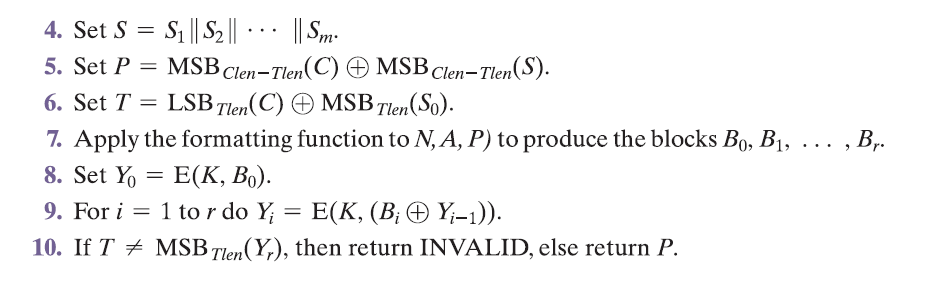 4. Set S = S₁ ‖ S₂ ‖ ··· ‖ Sₘ.
5. Set P = MSB_{Clen−Tlen}(C) ⊕ MSB_{Clen−Tlen}(S).
6. Set T = LSB_{Tlen}(C) ⊕ MSB_{Tlen}(S₀).
7. Apply the formatting function to N, A, P) to produce the blocks B₀, B₁, ... , Bᵣ.
8. Set Y₀ = E(K, B₀).
9. For i = 1 to r do Yᵢ = E(K, (Bᵢ ⊕ Yᵢ₋₁)).
10. If T ≠ MSB_{Tlen}(Yᵣ), then return INVALID, else return P.